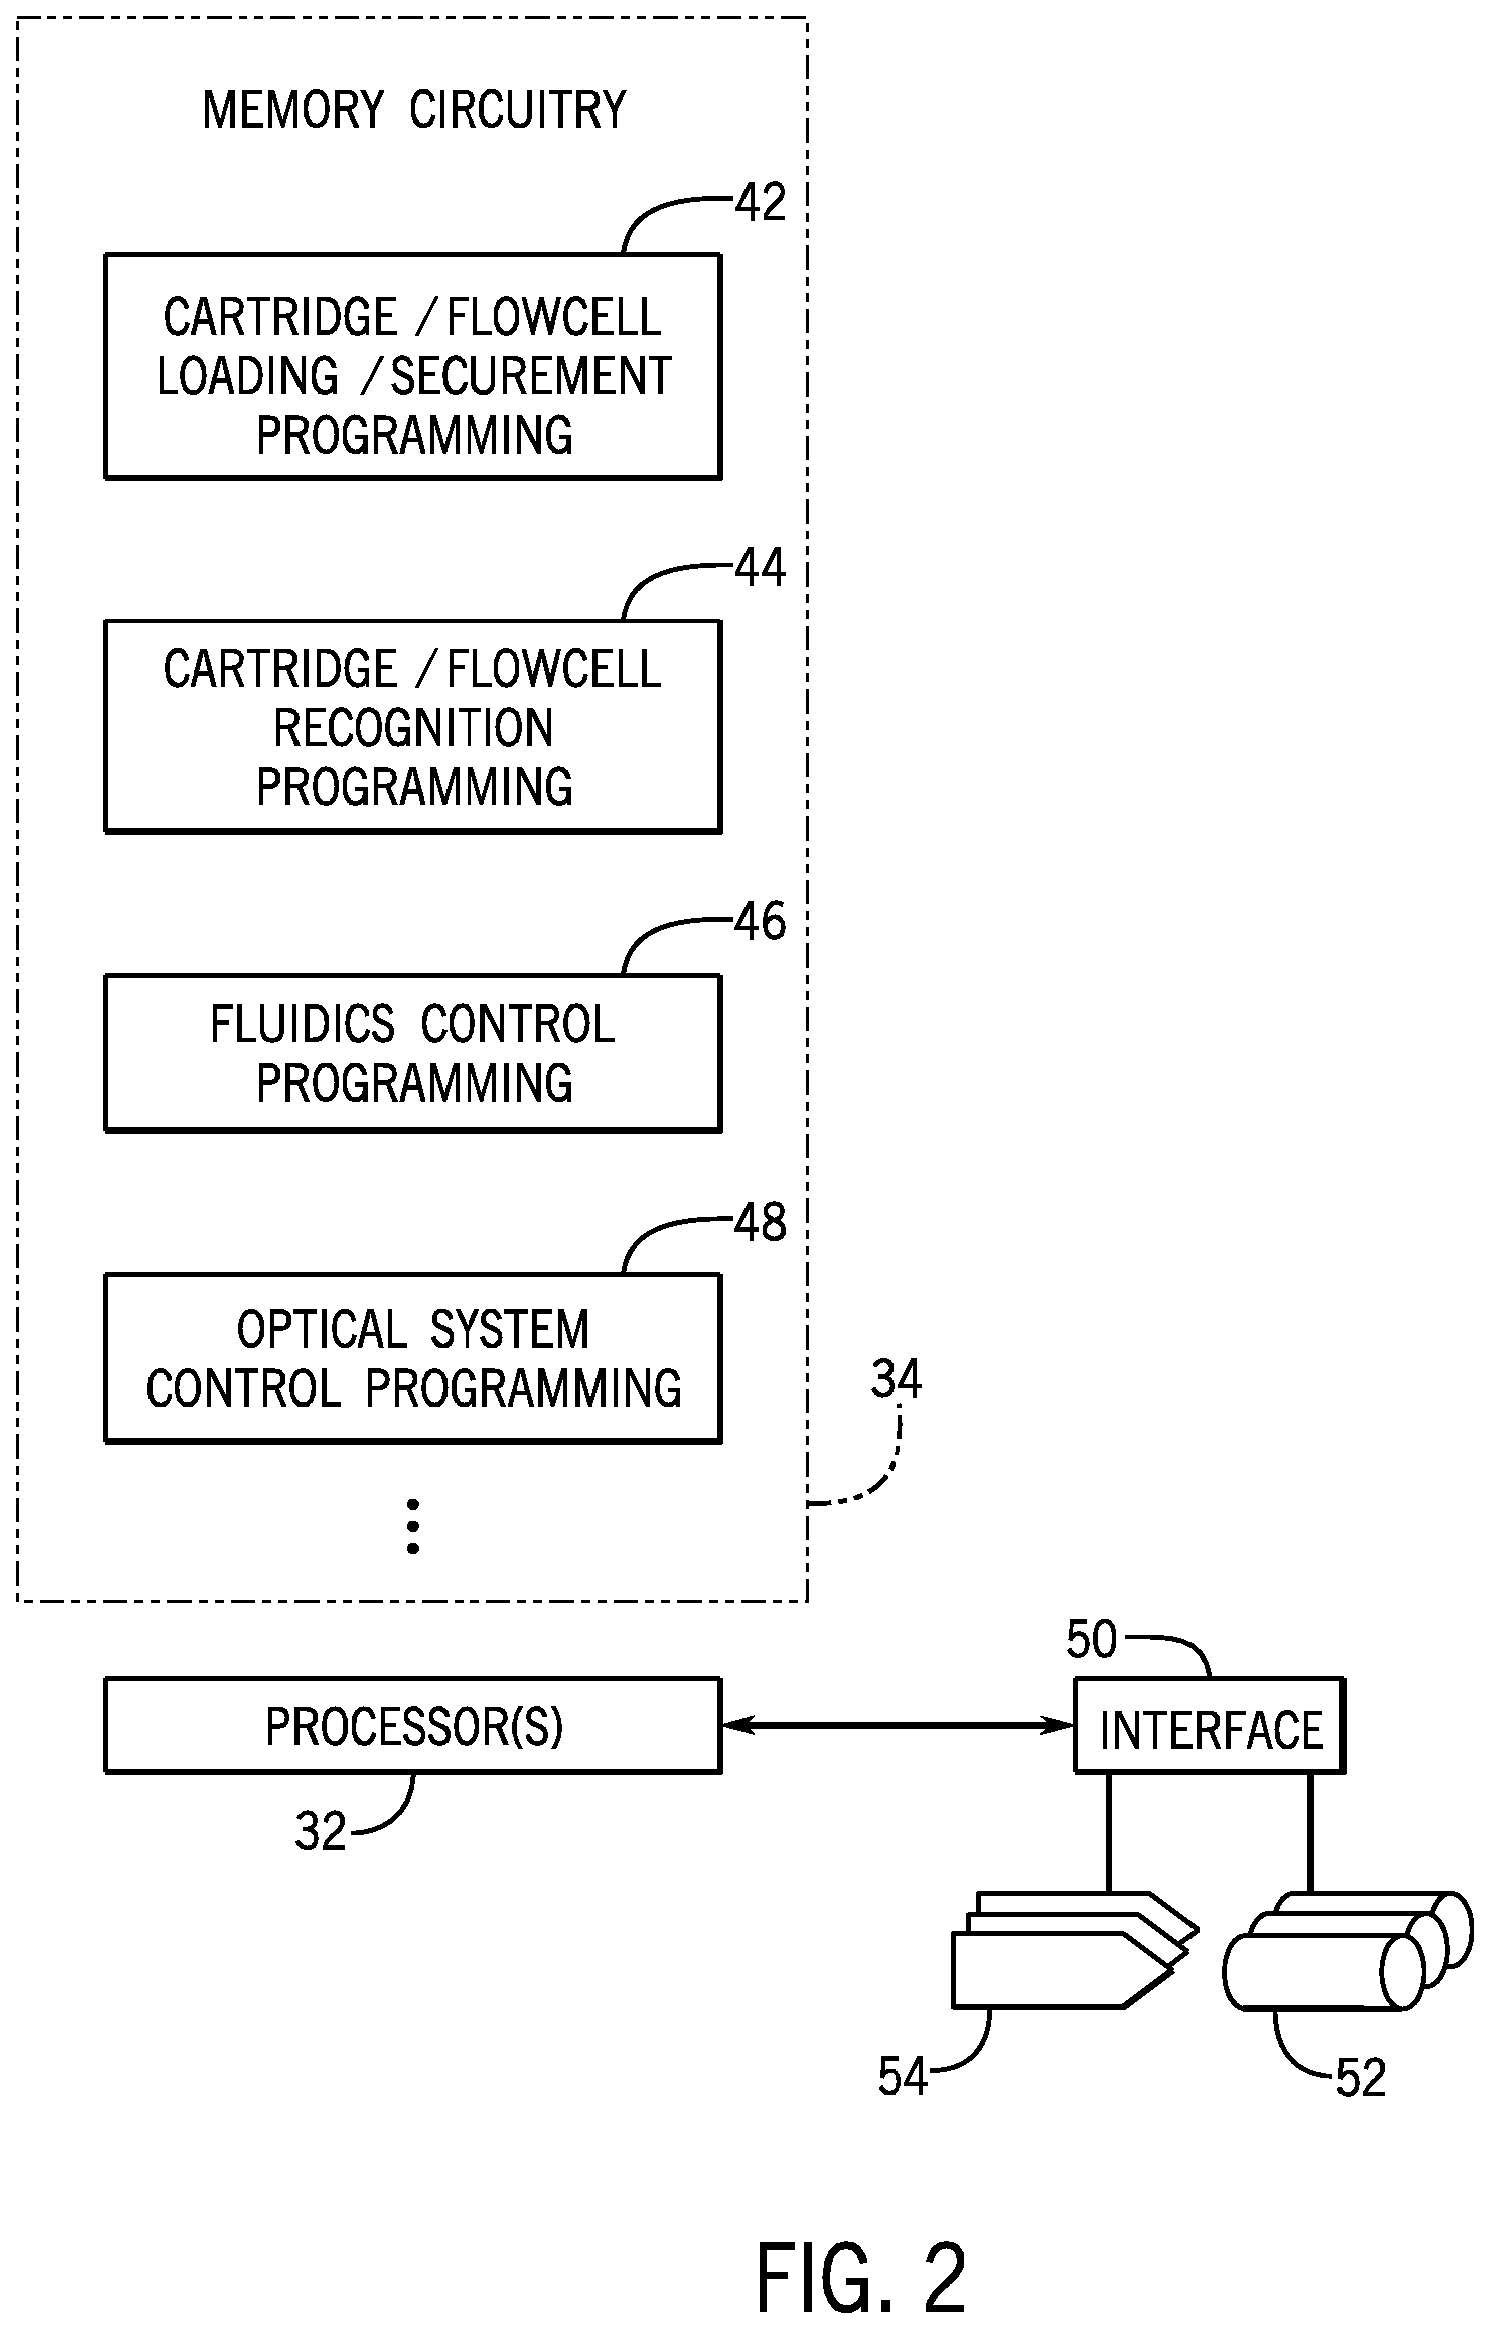 MEMORY CIRCUITRY
42
CARTRIDGE / FLOWCELL
LOADING / SECUREMENT
PROGRAMMING
44
CARTRIDGE / FLOWCELL
RECOGNITION
PROGRAMMING
46
FLUIDICS CONTROL
PROGRAMMING
48
OPTICAL SYSTEM
CONTROL PROGRAMMING
34
50
PROCESSOR(S)
INTERFACE
32
54
52
FIG. 2